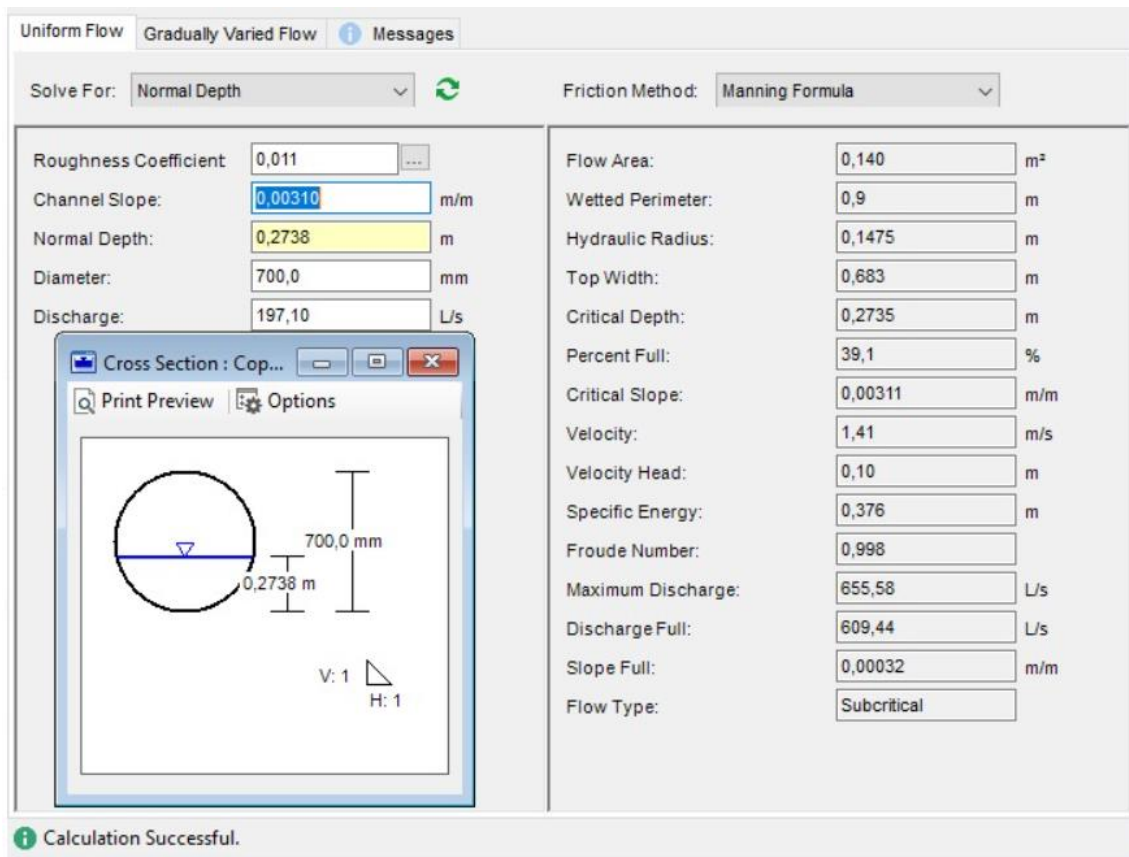 Uniform Flow Gradually Varied Flow Messages
Solve For: Normal Depth Friction Method: Manning Formula
Roughness Coefficient 0,011 ...
Channel Slope: 0,00310 m/m
Normal Depth: 0,2738 m
Diameter: 700,0 mm
Discharge: 197,10 L/s
Cross Section : Cop...
Print Preview Options
700,0 mm
0,2738 m
V: 1
H: 1
Flow Area: 0,140 m²
Wetted Perimeter: 0,9 m
Hydraulic Radius: 0,1475 m
Top Width: 0,683 m
Critical Depth: 0,2735 m
Percent Full: 39,1 %
Critical Slope: 0,00311 m/m
Velocity: 1,41 m/s
Velocity Head: 0,10 m
Specific Energy: 0,376 m
Froude Number: 0,998
Maximum Discharge: 655,58 L/s
Discharge Full: 609,44 L/s
Slope Full: 0,00032 m/m
Flow Type: Subcritical
Calculation Successful.